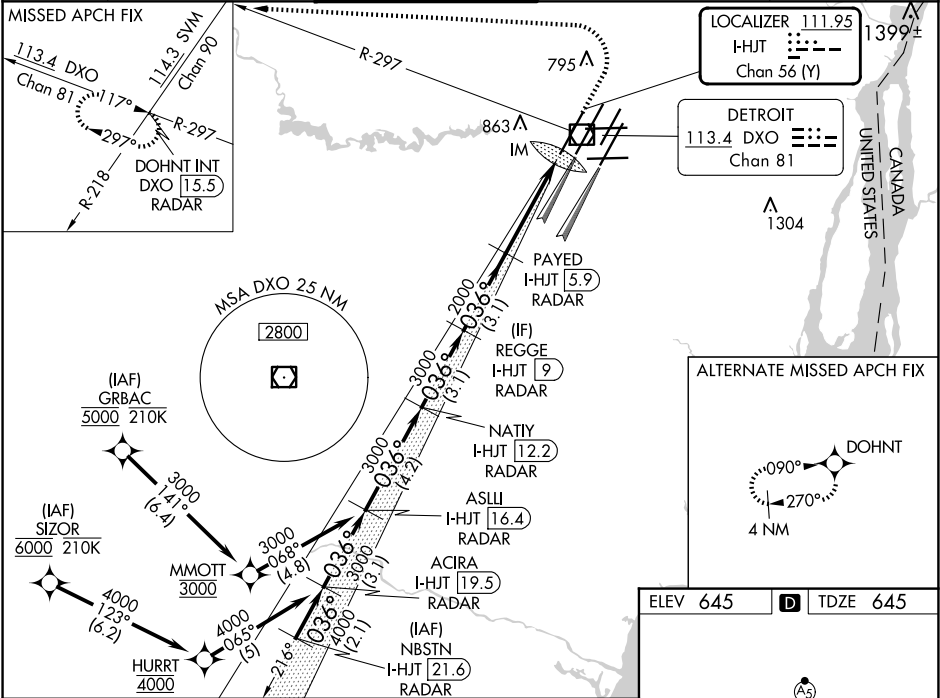 MISSED APCH FIX
113.4 DXO
Chan 81
114.3 SVM
Chan 90
117°
297°
R-297
R-218
DOHNT INT
DXO 15.5
RADAR
R-297
795
863
IM
LOCALIZER 111.95
I-HJT
Chan 56 (Y)
1399±
DETROIT
113.4 DXO
Chan 81
CANADA
UNITED STATES
1304
MSA DXO 25 NM
2800
PAYED
I-HJT 5.9
RADAR
2000
036°
(3.1)
(IF)
REGGE
I-HJT 9
RADAR
3000
036°
(3.1)
NATIY
I-HJT 12.2
RADAR
3000
036°
(4.2)
ASLLI
I-HJT 16.4
RADAR
036°
3000
(3.1)
ACIRA
I-HJT 19.5
RADAR
036°
4000
(2.1)
(IAF)
NBSTN
I-HJT 21.6
RADAR
216°
(IAF)
GRBAC
5000 210K
3000
141°
(6.4)
MMOTT
3000
3000
068°
(4.8)
(IAF)
SIZOR
6000 210K
4000
123°
(6.2)
HURRT
4000
4000
065°
(5)
ALTERNATE MISSED APCH FIX
DOHNT
090°
270°
4 NM
ELEV 645
D
TDZE 645
A5